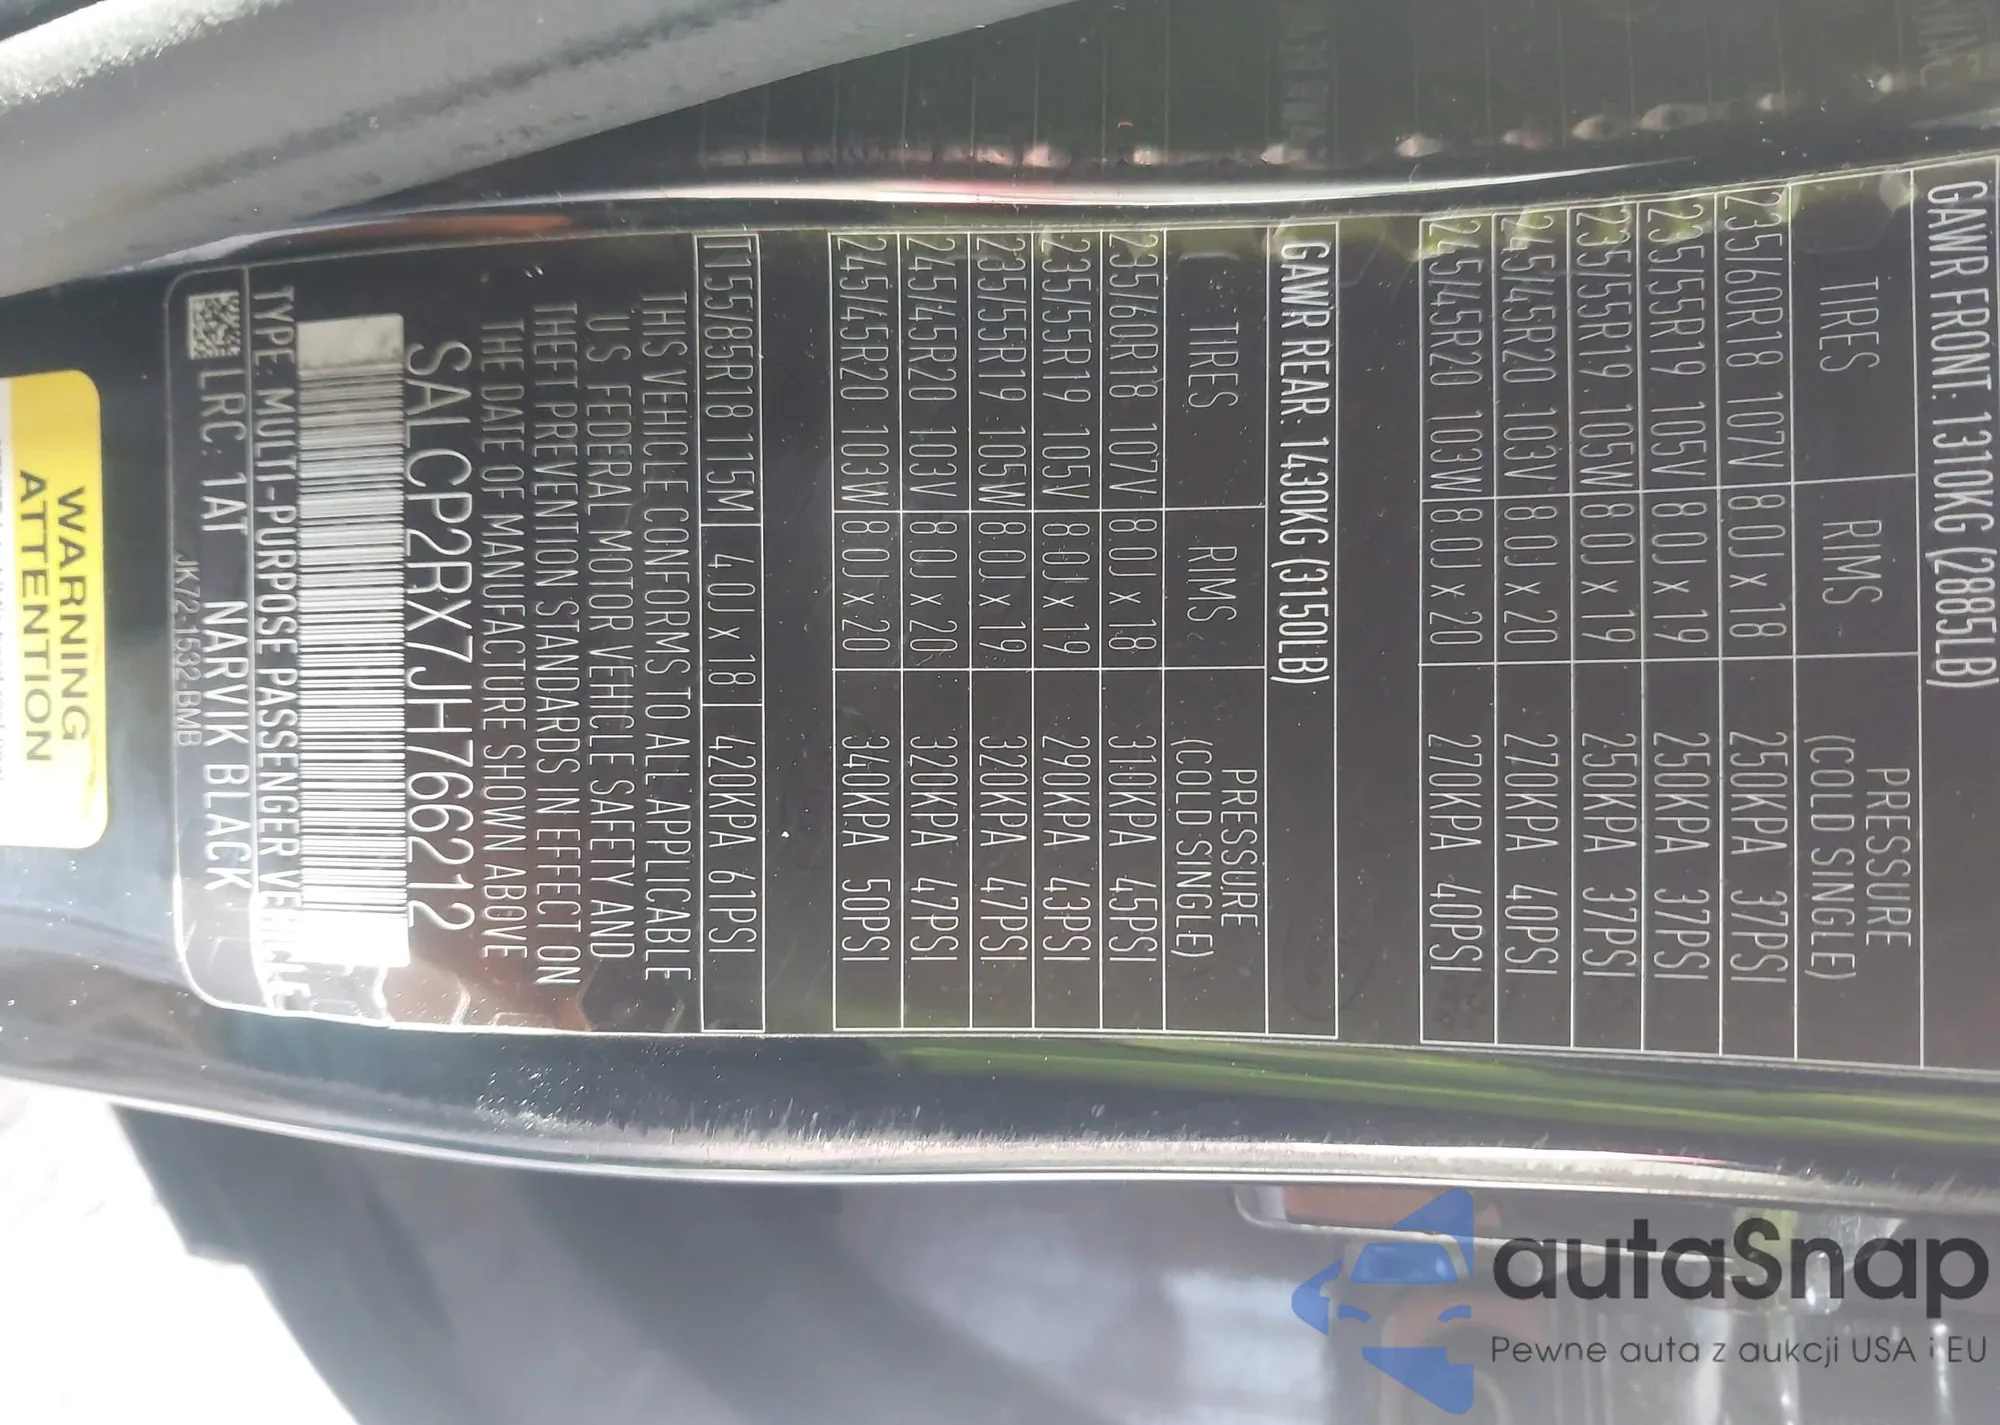 GAWR FRONT: 1310KG (2885LB)
TIRES RIMS PRESSURE (COLD SINGLE)
235/60R18 107V 8.0J x 18 250KPA 37PSI
235/55R19 105V 8.0J x 19 250KPA 37PSI
235/55R19 105W 8.0J x 19 250KPA 37PSI
245/45R20 103V 8.0J x 20 270KPA 40PSI
245/45R20 103W 8.0J x 20 270KPA 40PSI
GAWR REAR: 1430KG (3150LB)
TIRES RIMS PRESSURE (COLD SINGLE)
235/60R18 107V 8.0J x 18 310KPA 45PSI
235/55R19 105V 8.0J x 19 290KPA 43PSI
235/55R19 105W 8.0J x 19 320KPA 47PSI
245/45R20 103V 8.0J x 20 320KPA 47PSI
245/45R20 103W 8.0J x 20 340KPA 50PSI
T155/85R18 115M 4.0J x 18 420KPA 61PSI
THIS VEHICLE CONFORMS TO ALL APPLICABLE
U.S. FEDERAL MOTOR VEHICLE SAFETY AND
THEFT PREVENTION STANDARDS IN EFFECT ON
THE DATE OF MANUFACTURE SHOWN ABOVE
SALCP2RX7JH766212
TYPE: MULTI-PURPOSE PASSENGER VEHICLE
LRC: 1AT NARVIK BLACK
JK72-1532-BMB
WARNING
ATTENTION
autaSnap
Pewne auta z aukcji USA i EU